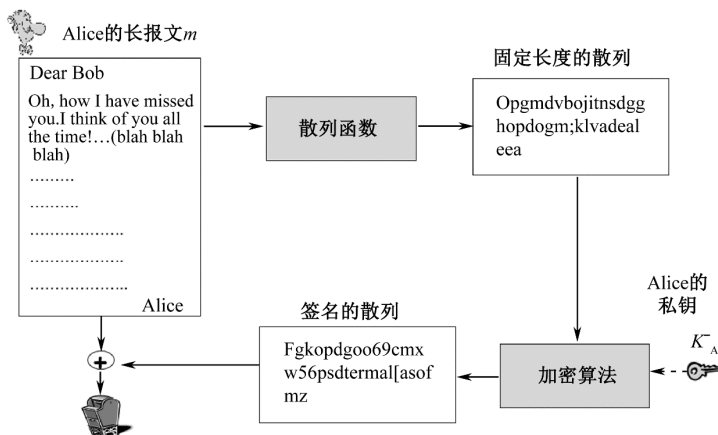 Alice的长报文m
Dear Bob
Oh, how I have missed
you.I think of you all
the time!…(blah blah
blah)
………
……….
……………….
……………….
………………..
Alice
散列函数
固定长度的散列
Opgmdvbojitnsdgg
hopdogm;klvadeal
eea
Alice的
私钥
K⁻A
加密算法
签名的散列
Fgkopdgoo69cmx
w56psdtermal[asof
mz
+